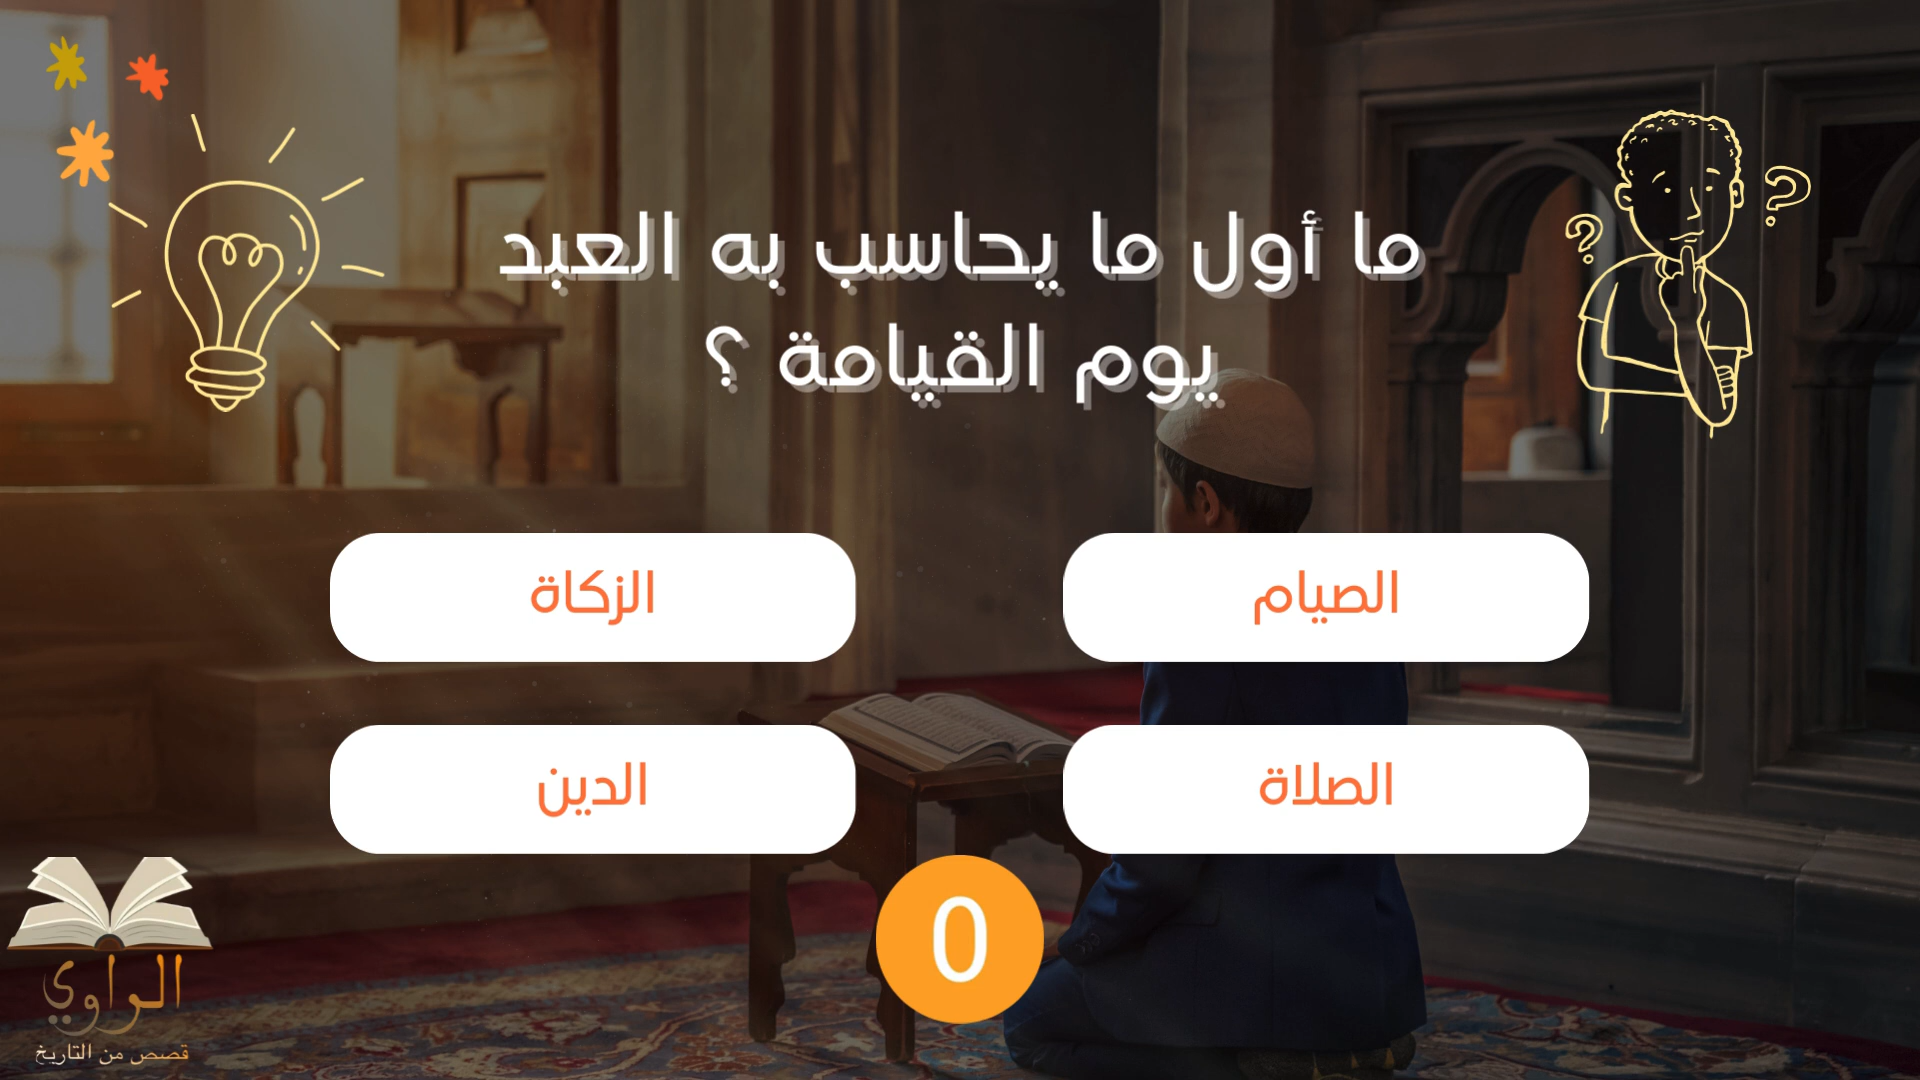 ما أول ما يحاسب به العبد
يوم القيامة ؟
الصيام
الزكاة
الصلاة
الدين
0
الراوي
قصص من التاريخ